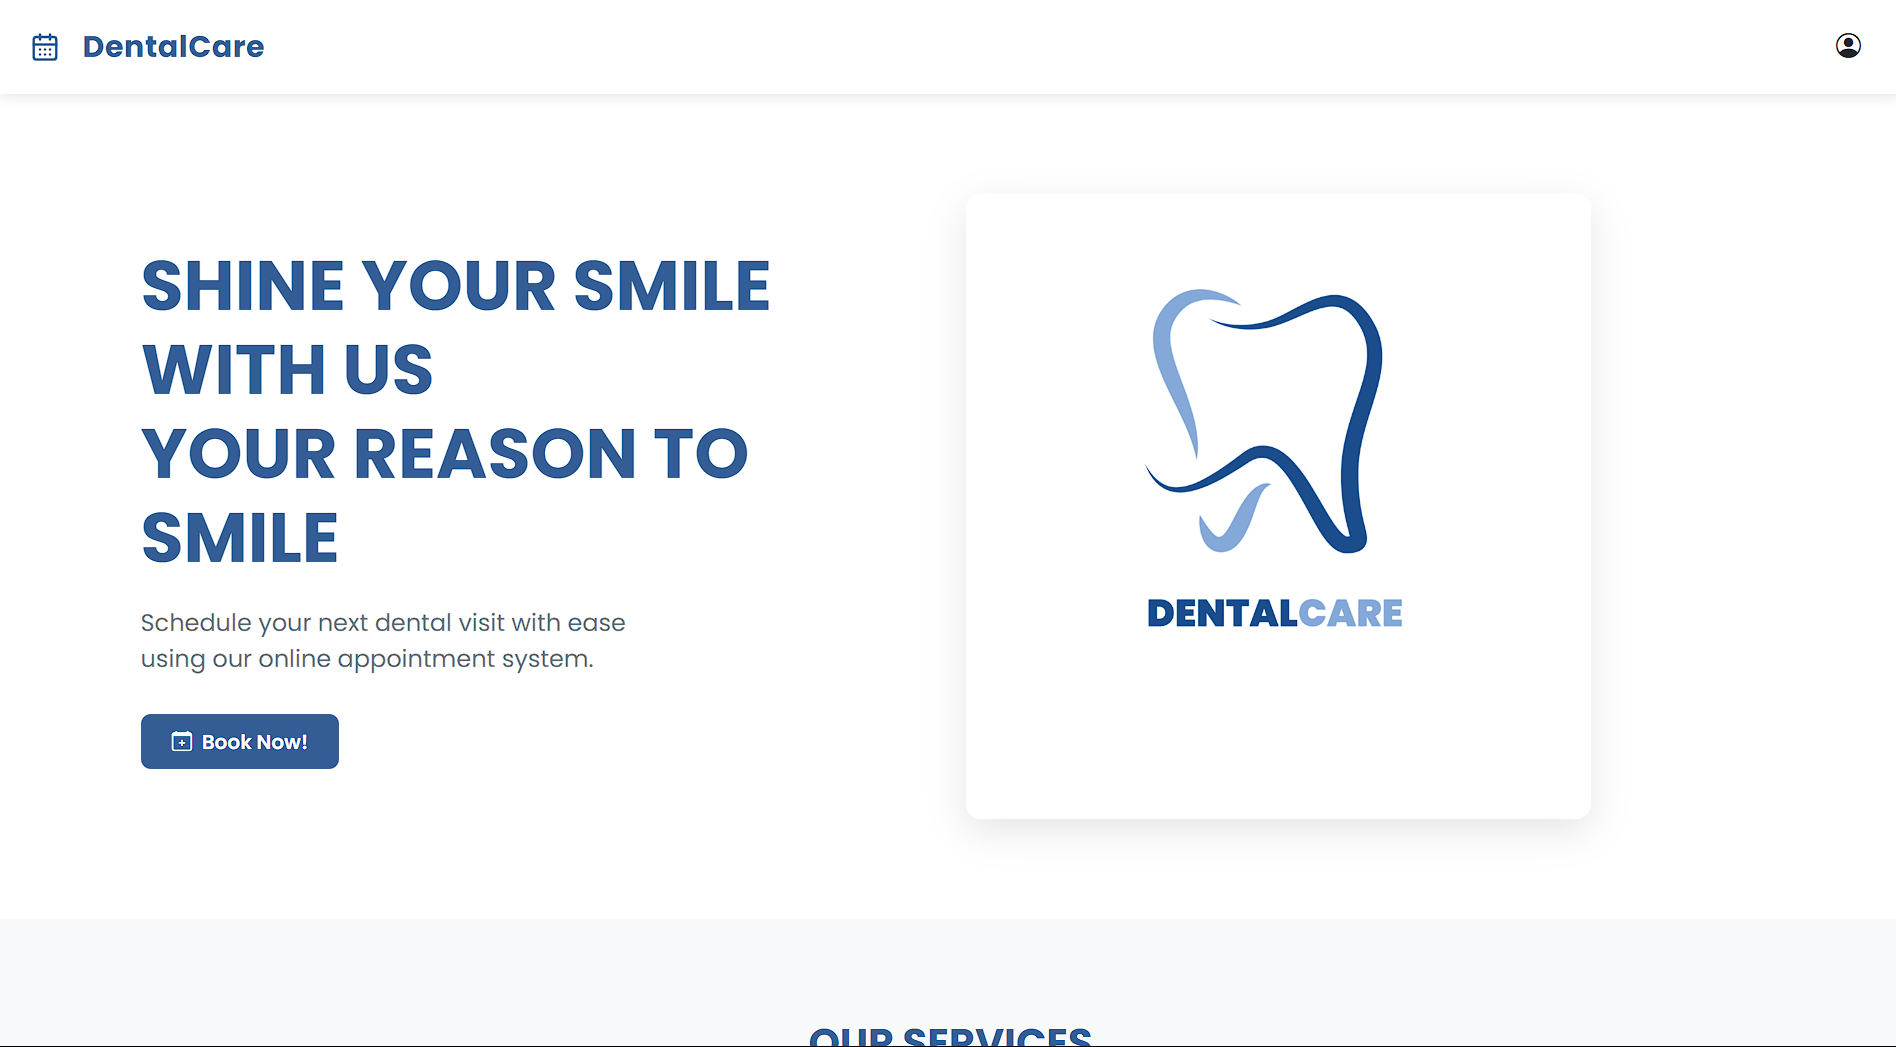 DentalCare
SHINE YOUR SMILE
WITH US
YOUR REASON TO
SMILE
Schedule your next dental visit with ease
using our online appointment system.
Book Now!
DENTALCARE
OUR SERVICES